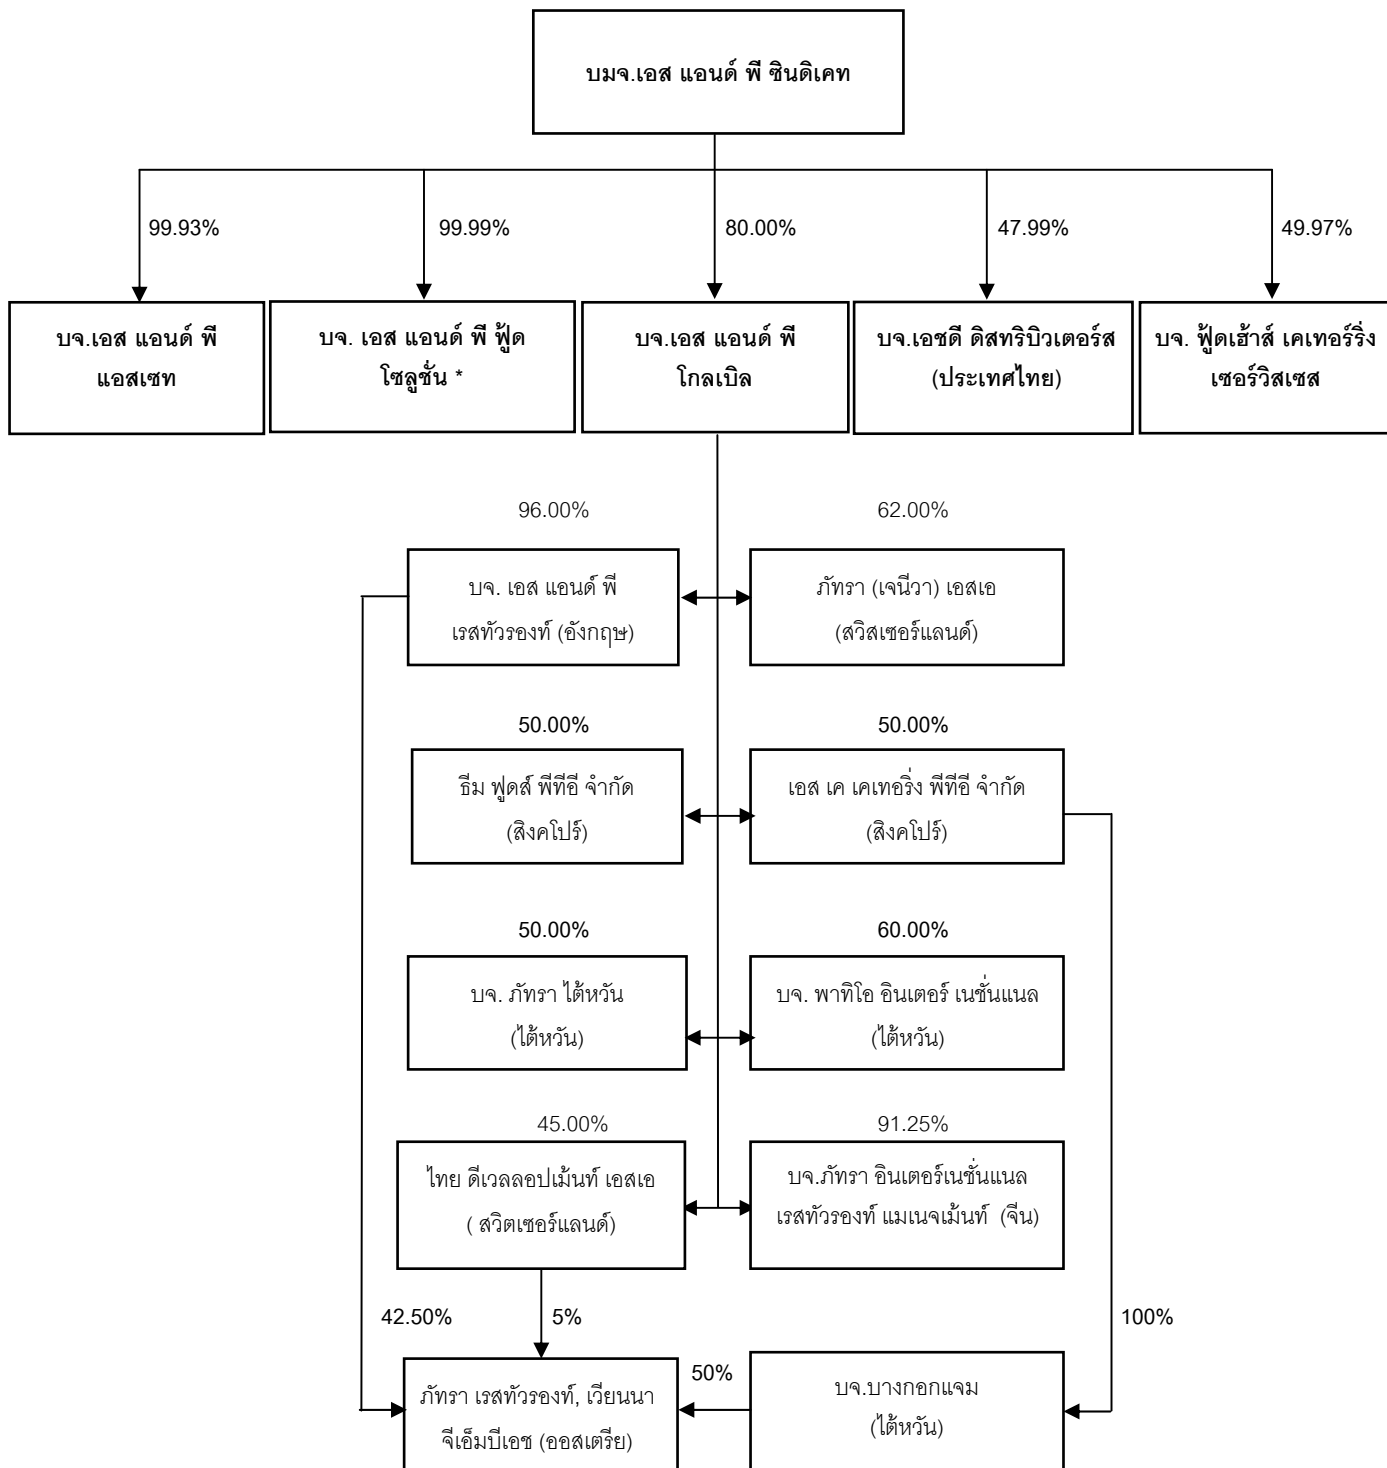 บมจ.เอส แอนด์ พี ซินดิเคท
99.93%
99.99%
80.00%
47.99%
49.97%
บจ.เอส แอนด์ พี
แอสเซท
บจ. เอส แอนด์ พี ฟู้ด
โซลูชั่น *
บจ.เอส แอนด์ พี
โกลเบิล
บจ.เอชดี ดิสทริบิวเตอร์ส
(ประเทศไทย)
บจ. ฟู้ดเฮ้าส์ เคเทอร์ริ่ง
เซอร์วิสเซส
96.00%
62.00%
บจ. เอส แอนด์ พี
เรสทัวรองท์ (อังกฤษ)
ภัทรา (เจนีวา) เอสเอ
(สวิสเซอร์แลนด์)
50.00%
50.00%
ธีม ฟูดส์ พีทีอี จำกัด
(สิงคโปร์)
เอส เค เคเทอริ่ง พีทีอี จำกัด
(สิงคโปร์)
50.00%
60.00%
บจ. ภัทรา ไต้หวัน
(ไต้หวัน)
บจ. พาทิโอ อินเตอร์ เนชั่นแนล
(ไต้หวัน)
45.00%
91.25%
ไทย ดีเวลลอปเม้นท์ เอสเอ
( สวิตเซอร์แลนด์)
บจ.ภัทรา อินเตอร์เนชั่นแนล
เรสทัวรองท์ แมเนจเม้นท์ (จีน)
42.50%
5%
100%
50%
ภัทรา เรสทัวรองท์, เวียนนา
จีเอ็มบีเอช (ออสเตรีย)
บจ.บางกอกแจม
(ไต้หวัน)